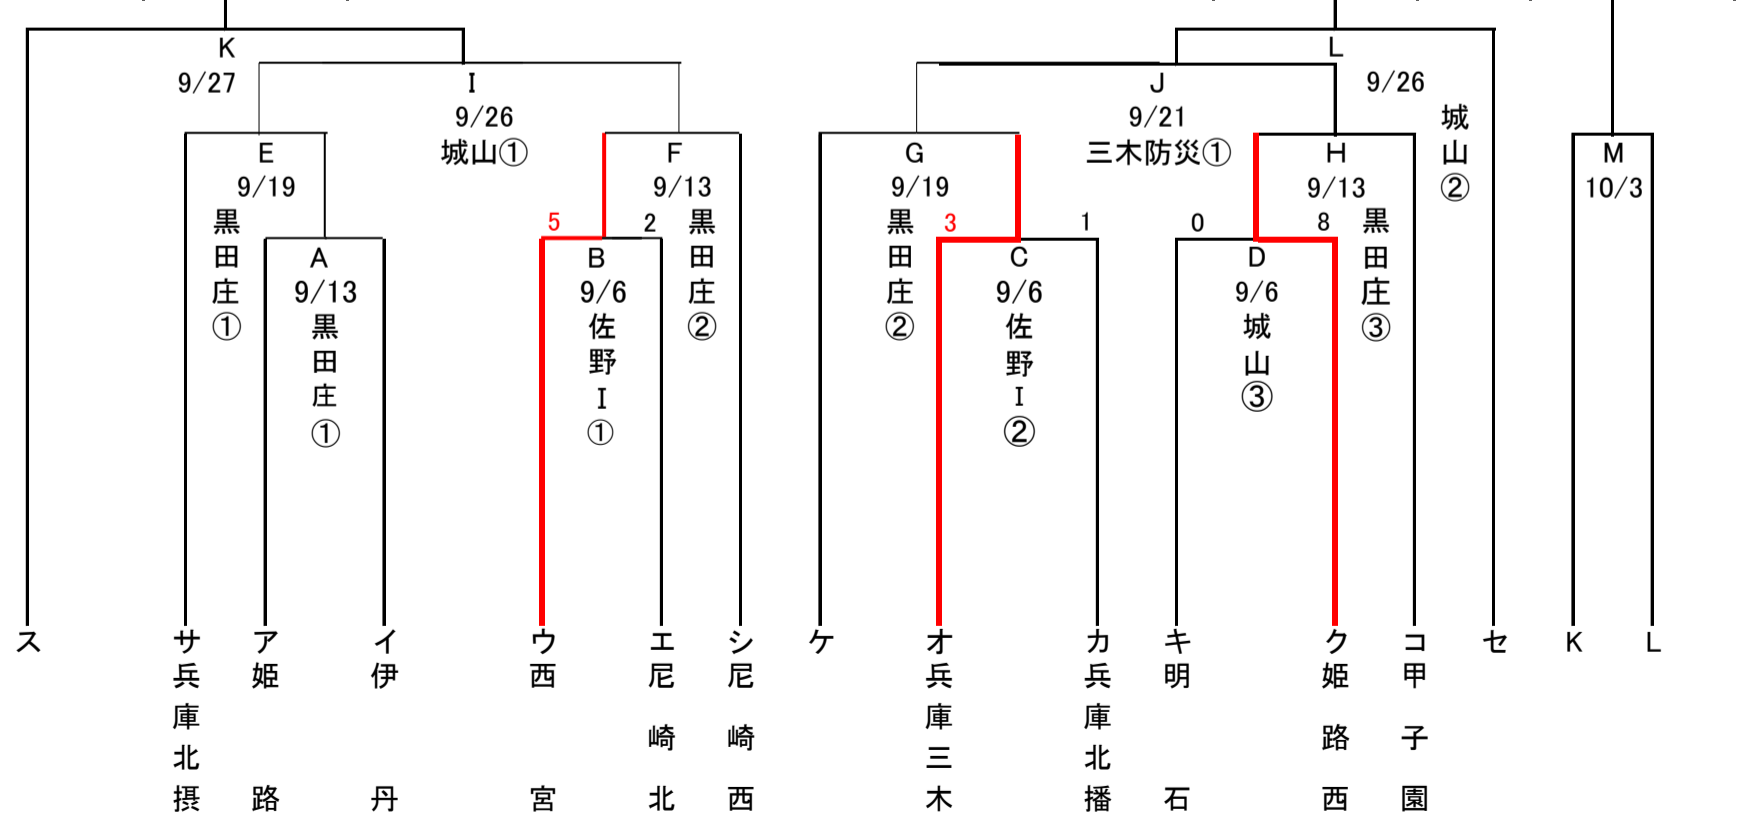 K
9/27
I
9/26
城山①
E
9/19
黒田庄①
A
9/13
黒田庄①
5
2
B
9/6
佐野I①
F
9/13
黒田庄②
L
9/26
城山②
J
9/21
三木防災①
G
9/19
黒田庄②
3
1
C
9/6
佐野I②
0
8
D
9/6
城山③
H
9/13
黒田庄③
M
10/3
ス
サ兵庫北摂
ア姫路
イ伊丹
ウ西宮
エ尼崎北
シ尼崎西
ケ
オ兵庫三木
カ兵庫北播
キ明石
ク姫路西
コ甲子園
セ
K
L